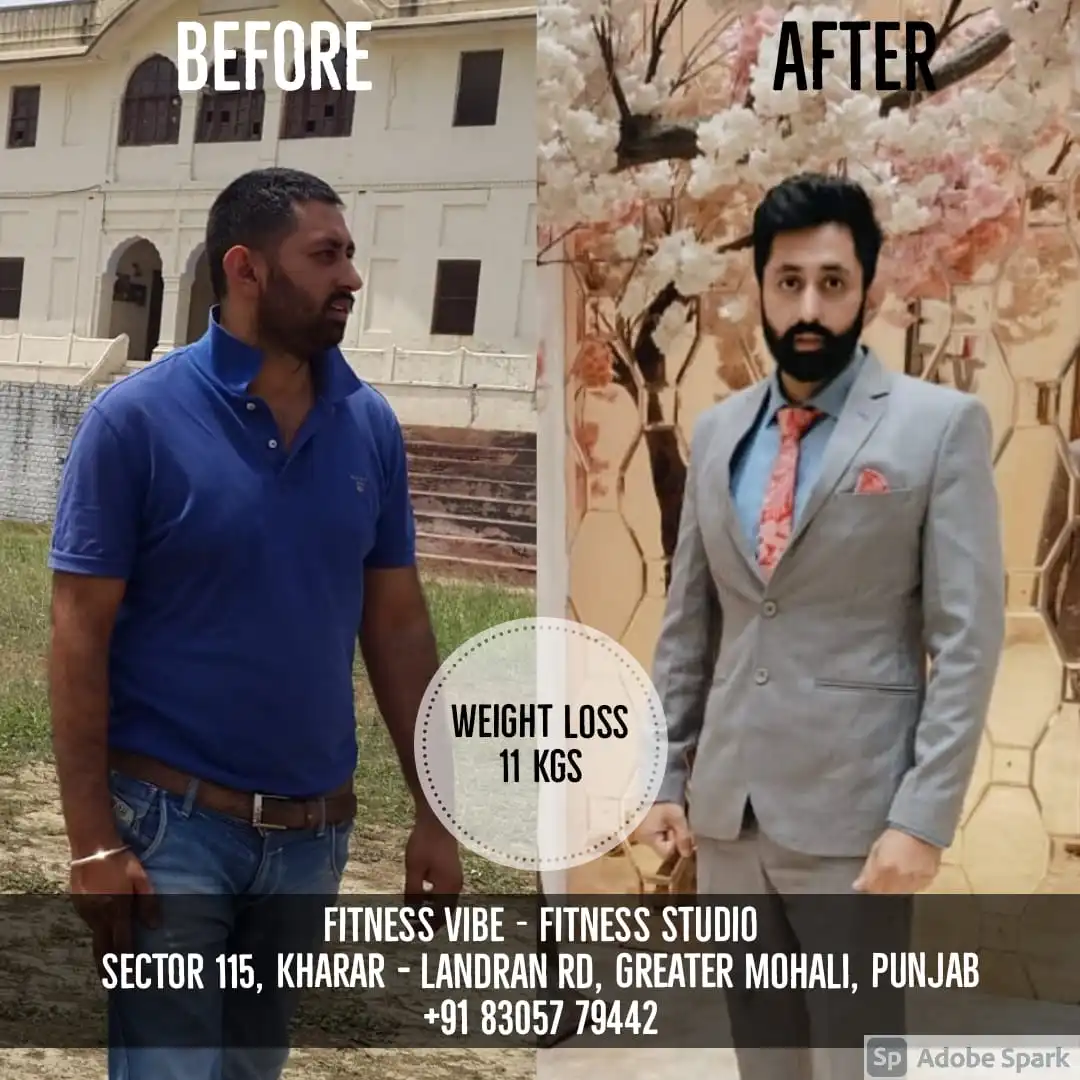 BEFORE
AFTER
WEIGHT LOSS
11 KGS
FITNESS VIBE - FITNESS STUDIO
SECTOR 115, KHARAR - LANDRAN RD, GREATER MOHALI, PUNJAB
+91 83057 79442
Sp Adobe Spark